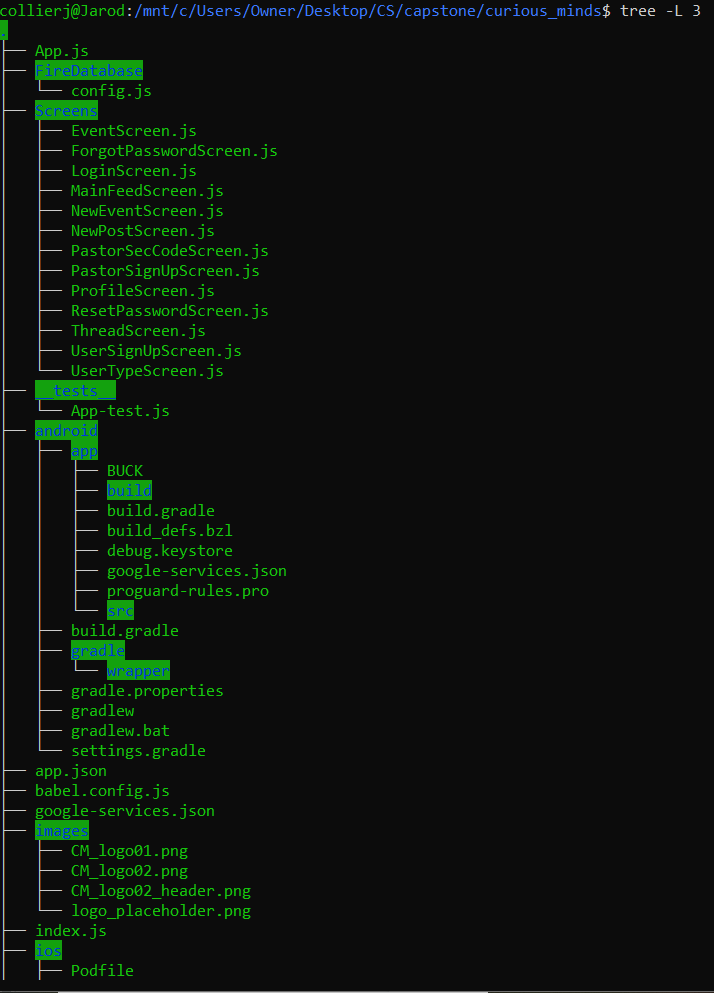 collierj@Jarod:/mnt/c/Users/Owner/Desktop/CS/capstone/curious_minds$ tree -L 3
.
├── App.js
├── FireDatabase
│   └── config.js
├── Screens
│   ├── EventScreen.js
│   ├── ForgotPasswordScreen.js
│   ├── LoginScreen.js
│   ├── MainFeedScreen.js
│   ├── NewEventScreen.js
│   ├── NewPostScreen.js
│   ├── PastorSecCodeScreen.js
│   ├── PastorSignUpScreen.js
│   ├── ProfileScreen.js
│   ├── ResetPasswordScreen.js
│   ├── ThreadScreen.js
│   ├── UserSignUpScreen.js
│   └── UserTypeScreen.js
├── __tests__
│   └── App-test.js
├── android
│   ├── app
│   │   ├── BUCK
│   │   ├── build
│   │   ├── build.gradle
│   │   ├── build_defs.bzl
│   │   ├── debug.keystore
│   │   ├── google-services.json
│   │   ├── proguard-rules.pro
│   │   └── src
│   ├── build.gradle
│   ├── gradle
│   │   └── wrapper
│   ├── gradle.properties
│   ├── gradlew
│   ├── gradlew.bat
│   └── settings.gradle
├── app.json
├── babel.config.js
├── google-services.json
├── images
│   ├── CM_logo01.png
│   ├── CM_logo02.png
│   ├── CM_logo02_header.png
│   └── logo_placeholder.png
├── index.js
├── ios
│   ├── Podfile